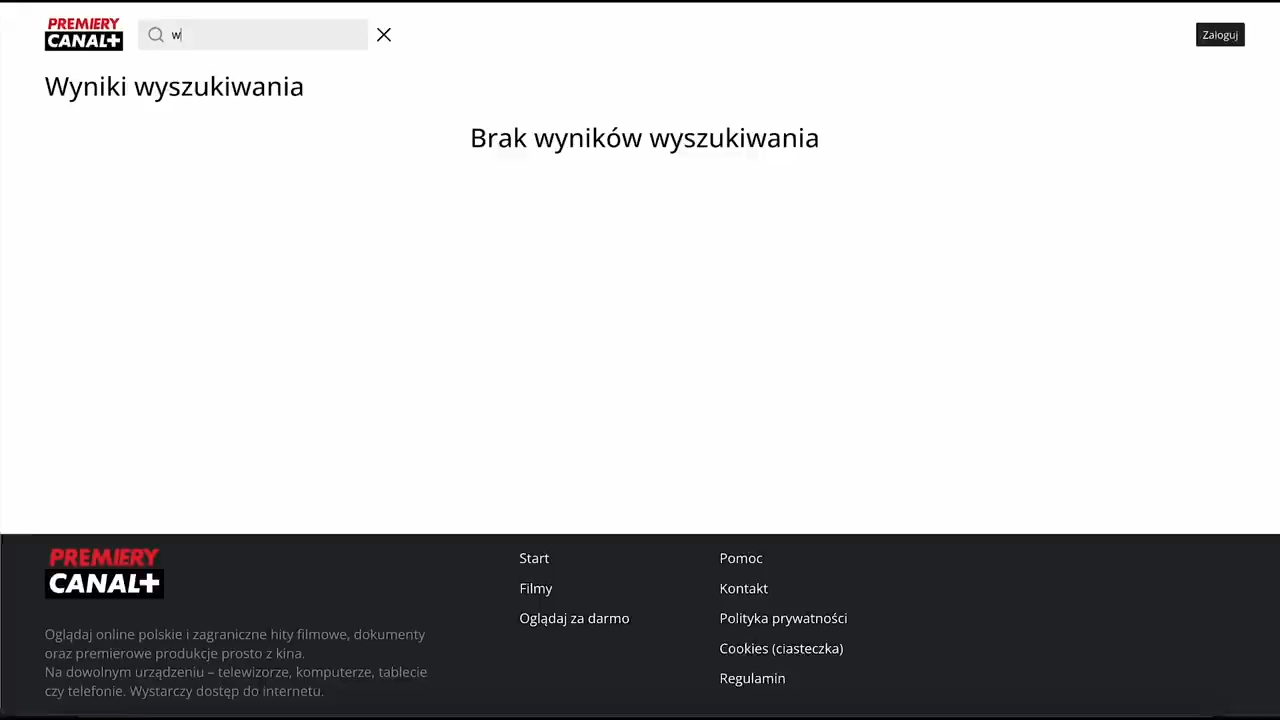 PREMIERY
CANAL+
w
Zaloguj
Wyniki wyszukiwania
Brak wyników wyszukiwania
PREMIERY
CANAL+
Oglądaj online polskie i zagraniczne hity filmowe, dokumenty
oraz premierowe produkcje prosto z kina.
Na dowolnym urządzeniu – telewizorze, komputerze, tablecie
czy telefonie. Wystarczy dostęp do internetu.
Start
Filmy
Oglądaj za darmo
Pomoc
Kontakt
Polityka prywatności
Cookies (ciasteczka)
Regulamin